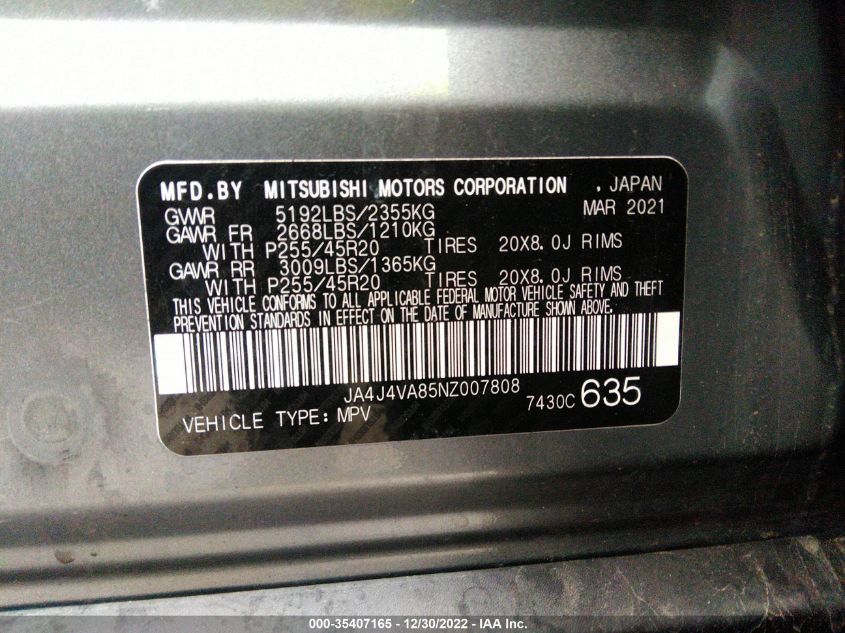 MFD.BY MITSUBISHI MOTORS CORPORATION . JAPAN
GVWR 5192LBS/2355KG MAR 2021
GAWR FR 2668LBS/1210KG
WITH P255/45R20 TIRES 20X8.0J RIMS
GAWR RR 3009LBS/1365KG
WITH P255/45R20 TIRES 20X8.0J RIMS
THIS VEHICLE CONFORMS TO ALL APPLICABLE FEDERAL MOTOR VEHICLE SAFETY AND THEFT
PREVENTION STANDARDS IN EFFECT ON THE DATE OF MANUFACTURE SHOWN ABOVE.
JA4J4VA85NZ007808
VEHICLE TYPE: MPV 7430C 635
000-35407165 - 12/30/2022 - IAA Inc.